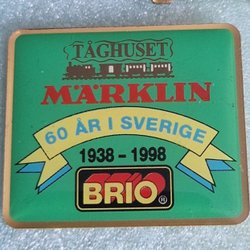 TÅGHUSET
MÄRKLIN
60 ÅR I SVERIGE
1938 - 1998
BRIO ®